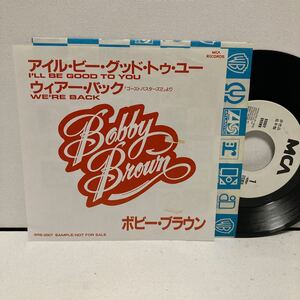 MCA
RECORDS
アイル・ビー・グッド・トゥ・ユー
I'LL BE GOOD TO YOU
ウィアー・バック
「ゴーストバスターズ2」より
WE'RE BACK
Bobby
Brown
ボビー・ブラウン
SAMPLE/NOT FOR SALE
MCA